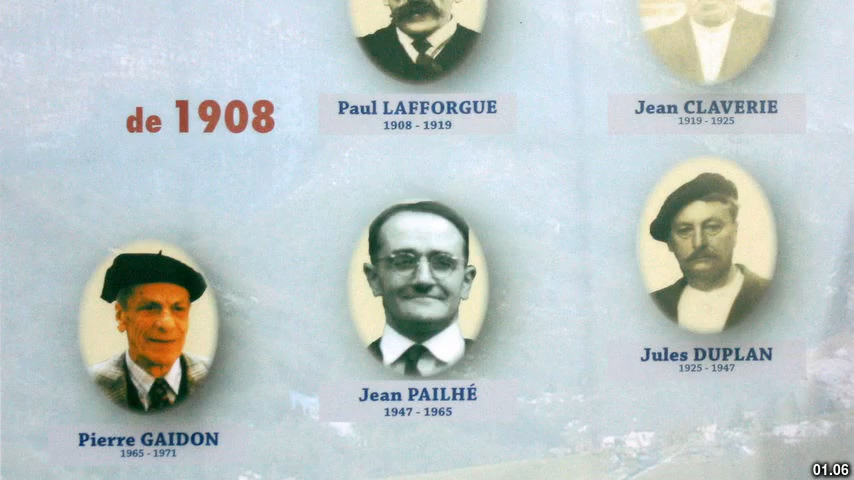 de 1908
Paul LAFFORGUE
1908 - 1919
Jean CLAVERIE
1919 - 1925
Jules DUPLAN
1925 - 1947
Jean PAILHÉ
1947 - 1965
Pierre GAIDON
1965 - 1971
01.06